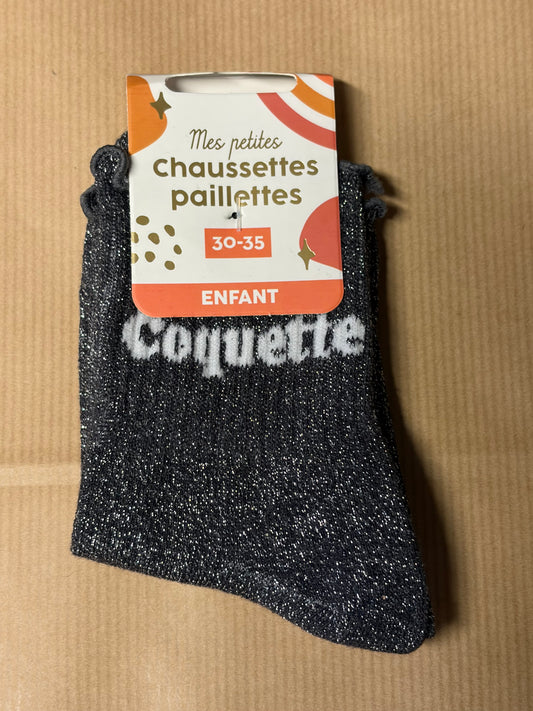 Mes petites
Chaussettes
paillettes
30-35
ENFANT
Coquette